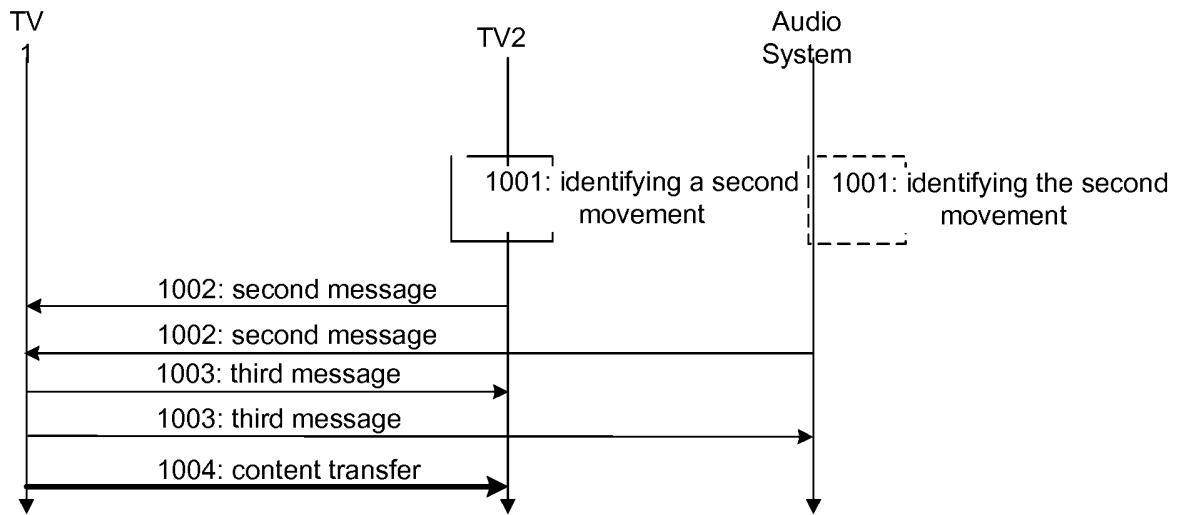 TV
1
TV2
Audio
System
1001: identifying a second
movement
1001: identifying the second
movement
1002: second message
1002: second message
1003: third message
1003: third message
1004: content transfer